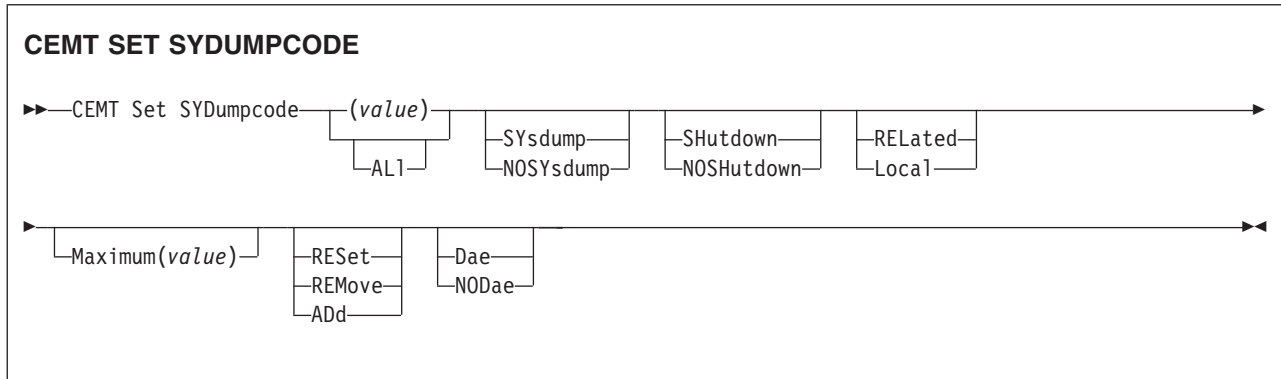 CEMT SET SYDUMPCODE
CEMT Set SYDumpcode (value) ALl
SYsdump SHutdown RELated
NOSYsdump NOSHutdown Local
Maximum(value) RESet Dae
REMove NODae
ADd